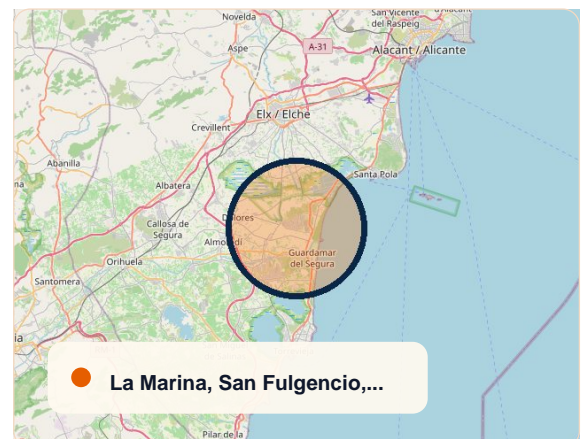 Novelda
San Vicente
del Raspeig
Aspe
A-31
Alacant / Alicante
Elx / Elche
Crevillent
Abanilla
Albatera
Santa Pola
Dolores
Callosa de
Segura
Almoradí
Guardamar
del Segura
Orihuela
Santomera
La Marina, San Fulgencio,...
Pilar de la